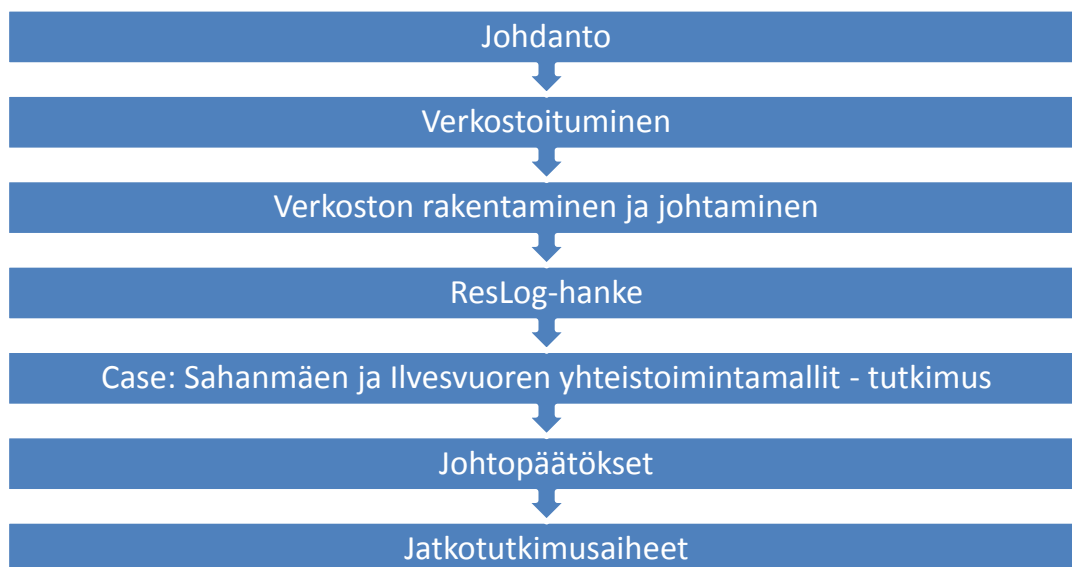 Johdanto
Verkostoituminen
Verkoston rakentaminen ja johtaminen
ResLog-hanke
Case: Sahanmäen ja Ilvesvuoren yhteistoimintamallit - tutkimus
Johtopäätökset
Jatkotutkimusaiheet